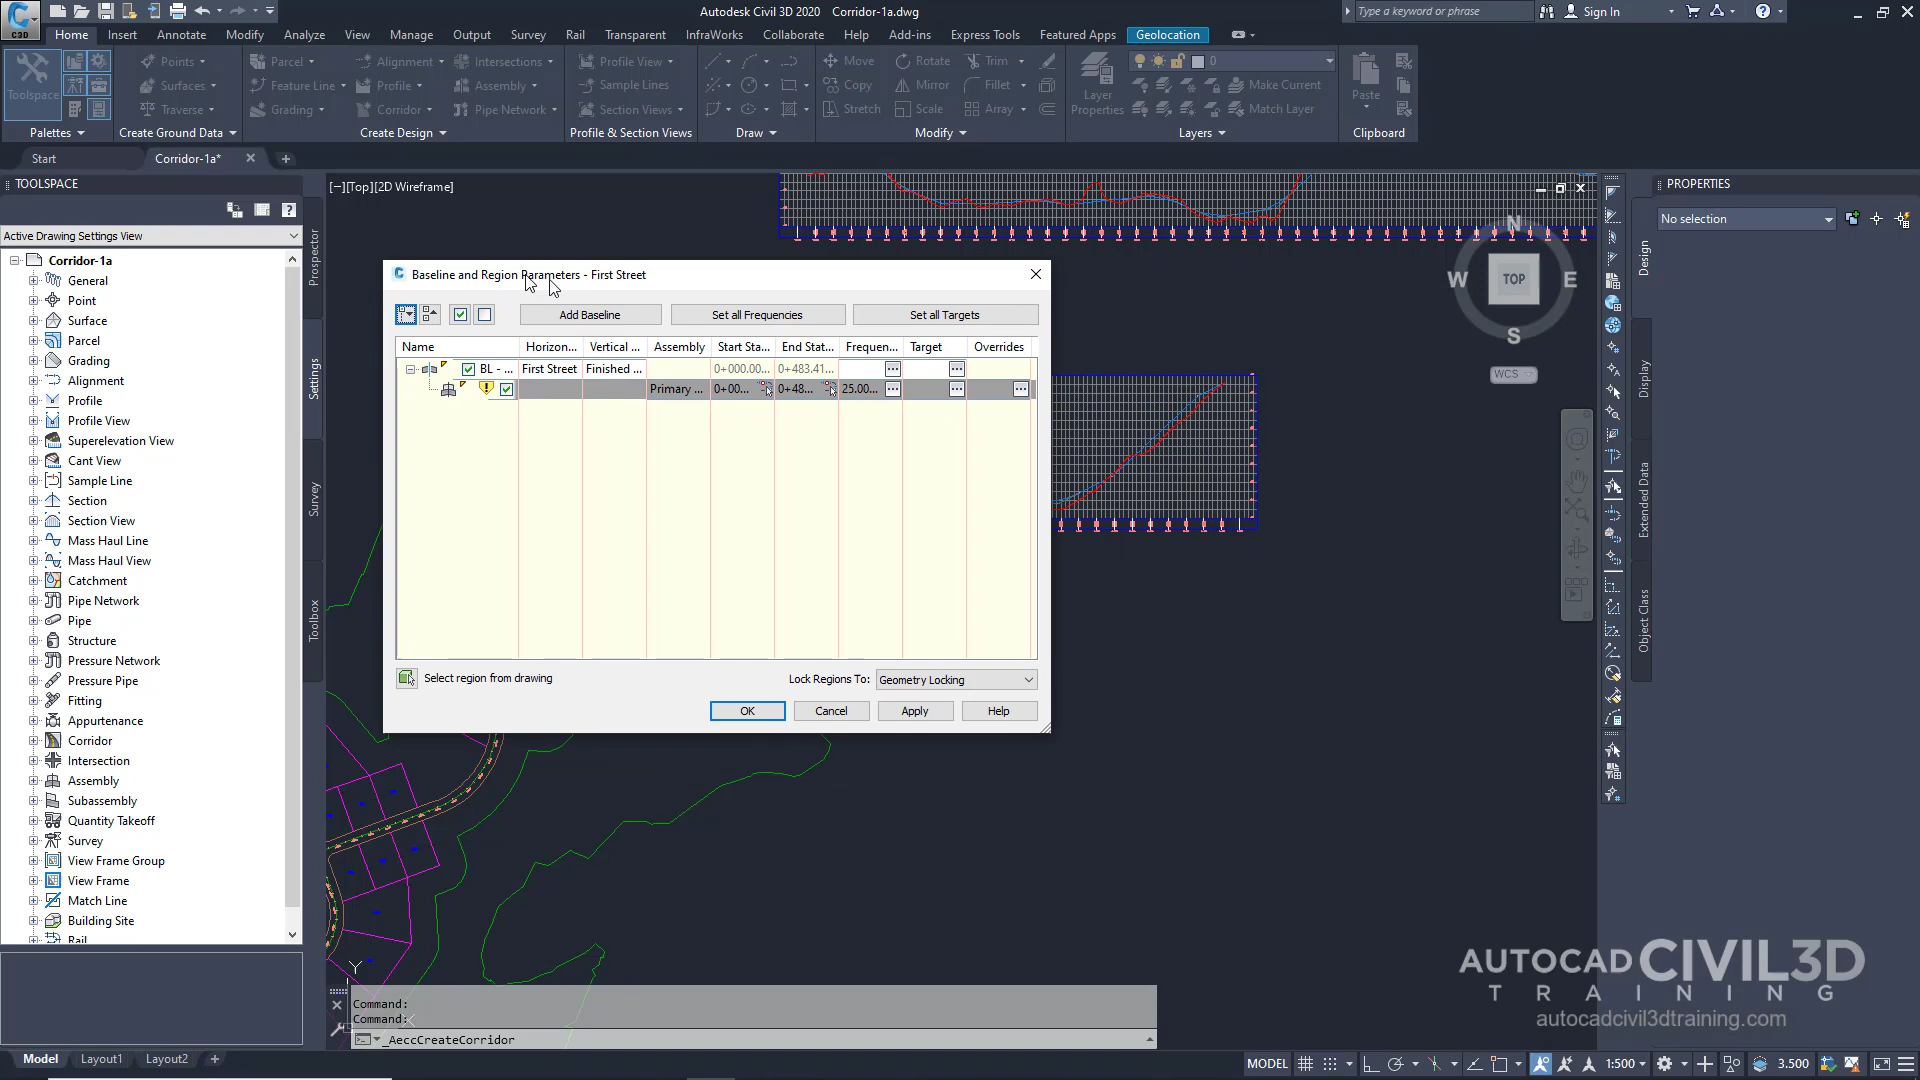 Autodesk Civil 3D 2020 Corridor-1a.dwg
Type a keyword or phrase
Sign In
C3D
Home Insert Annotate Modify Analyze View Manage Output Survey Rail Transparent InfraWorks Collaborate Help Add-ins Express Tools Featured Apps Geolocation
Toolspace
Points
Surfaces
Traverse
Parcel
Feature Line
Grading
Alignment
Profile
Corridor
Intersections
Assembly
Pipe Network
Profile View
Sample Lines
Section Views
Move
Copy
Stretch
Rotate
Mirror
Scale
Trim
Fillet
Array
Layer
Properties
0
Make Current
Match Layer
Paste
Palettes
Create Ground Data
Create Design
Profile & Section Views
Draw
Modify
Layers
Clipboard
Start
Corridor-1a*
TOOLSPACE
Active Drawing Settings View
Corridor-1a
General
Point
Surface
Parcel
Grading
Alignment
Profile
Profile View
Superelevation View
Cant View
Sample Line
Section
Section View
Mass Haul Line
Mass Haul View
Catchment
Pipe Network
Pipe
Structure
Pressure Network
Pressure Pipe
Fitting
Appurtenance
Corridor
Intersection
Assembly
Subassembly
Quantity Takeoff
Survey
View Frame Group
View Frame
Match Line
Building Site
Rail
Prospector
Settings
Survey
Toolbox
[−][Top][2D Wireframe]
Baseline and Region Parameters - First Street
Add Baseline
Set all Frequencies
Set all Targets
Name Horizon... Vertical ... Assembly Start Sta... End Stat... Frequen... Target Overrides
BL - ... First Street Finished ... 0+000.00... 0+483.41...
Primary ... 0+00... 0+48... 25.00...
Select region from drawing
Lock Regions To: Geometry Locking
OK
Cancel
Apply
Help
N
W
TOP
E
S
WCS
PROPERTIES
No selection
Design
Display
Extended Data
Object Class
Y
Command:
Command:
_AeccCreateCorridor
AUTOCAD CIVIL3D
TRAINING
autocadcivil3dtraining.com
Model Layout1 Layout2
MODEL
1:500
3.500